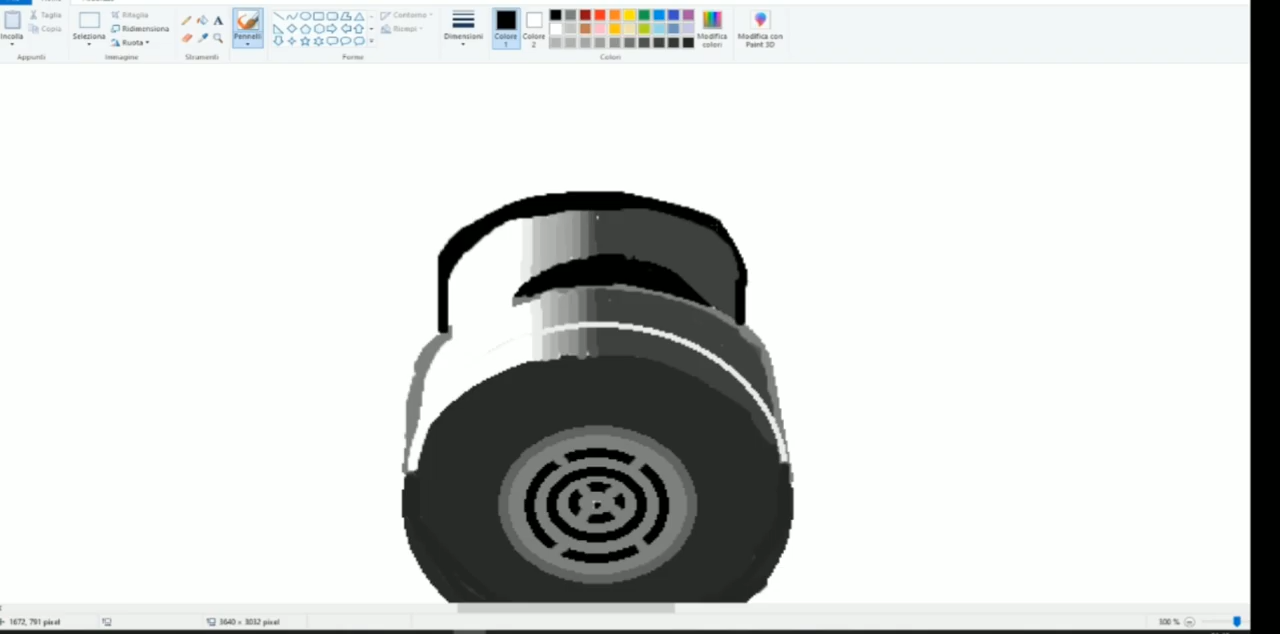 Taglia
Copia
Incolla
Appunti
Seleziona
Ritaglia
Ridimensiona
Ruota
Immagine
A
Strumenti
Pennelli
Contorno
Riempi
Forme
Dimensioni
Colore
1
Colore
2
Modifica
colori
Colori
Modifica con
Paint 3D
1672, 791 pixel
3640 × 3032 pixel
300 %